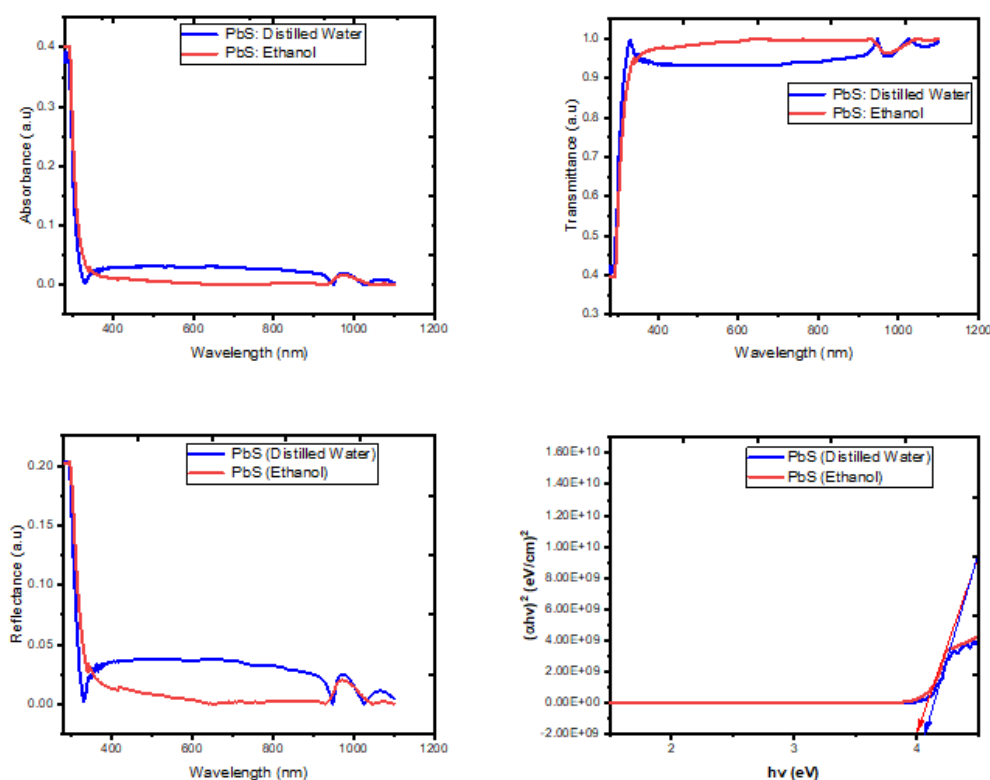 PbS: Distilled Water
PbS: Ethanol
0.4
0.3
0.2
0.1
0.0
Absorbance (a.u)
400 600 800 1000 1200
Wavelength (nm)
PbS: Distilled Water
PbS: Ethanol
1.0
0.9
0.8
0.7
0.6
0.5
0.4
0.3
Transmittance (a.u)
400 600 800 1000 1200
Wavelength (nm)
PbS (Distilled Water)
PbS (Ethanol)
0.20
0.15
0.10
0.05
0.00
Reflectance (a.u)
400 600 800 1000 1200
Wavelength (nm)
PbS (Distilled Water)
PbS (Ethanol)
1.60E+10
1.40E+10
1.20E+10
1.00E+10
8.00E+09
6.00E+09
4.00E+09
2.00E+09
0.00E+00
-2.00E+09
(αhv)² (eV/cm)²
2 3 4
hv (eV)